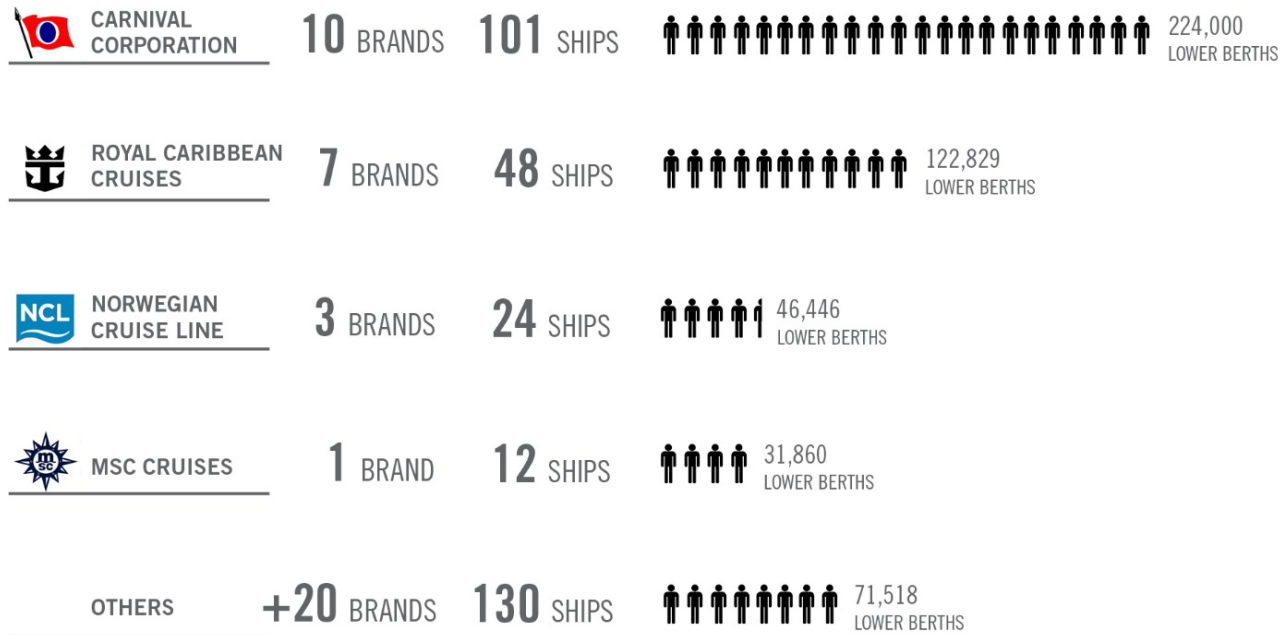 CARNIVAL
CORPORATION
10 BRANDS 101 SHIPS
224,000
LOWER BERTHS
ROYAL CARIBBEAN
CRUISES
7 BRANDS 48 SHIPS
122,829
LOWER BERTHS
NCL
NORWEGIAN
CRUISE LINE
3 BRANDS 24 SHIPS
46,446
LOWER BERTHS
m
sc
MSC CRUISES
1 BRAND 12 SHIPS
31,860
LOWER BERTHS
OTHERS
+20 BRANDS 130 SHIPS
71,518
LOWER BERTHS